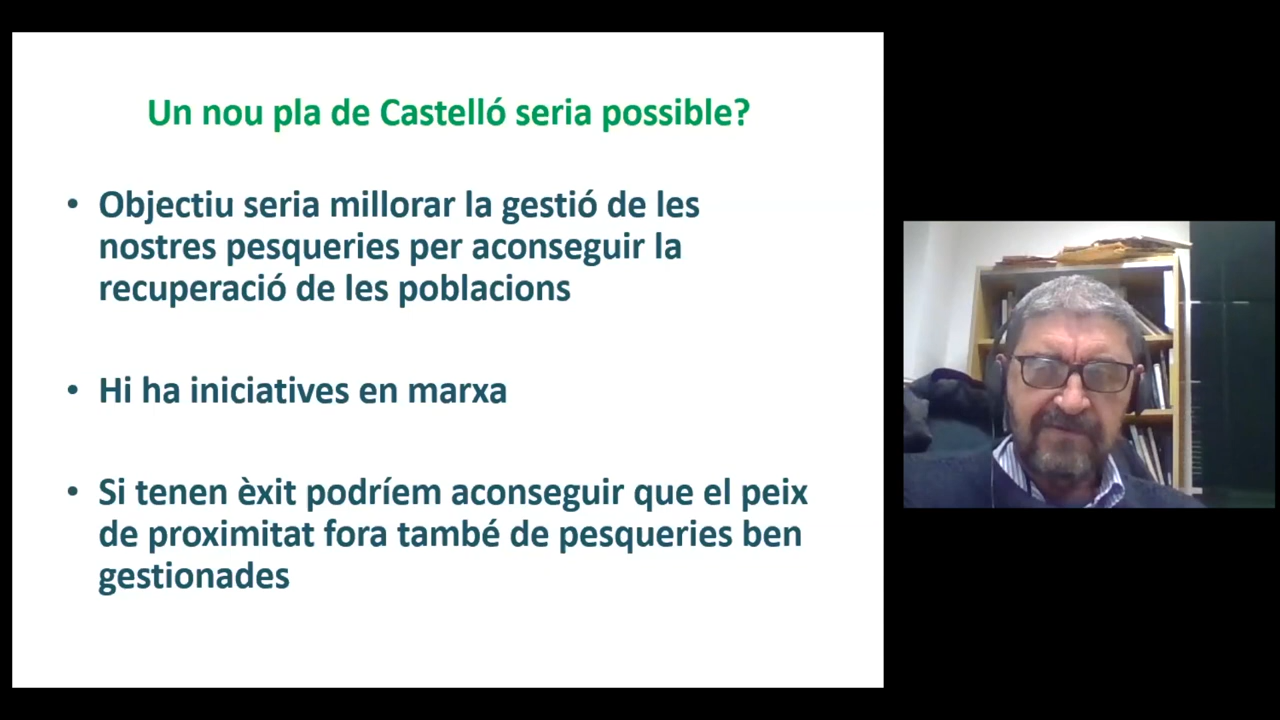 Un nou pla de Castelló seria possible?
• Objectiu seria millorar la gestió de les
nostres pesqueries per aconseguir la
recuperació de les poblacions
• Hi ha iniciatives en marxa
• Si tenen èxit podríem aconseguir que el peix
de proximitat fora també de pesqueries ben
gestionades